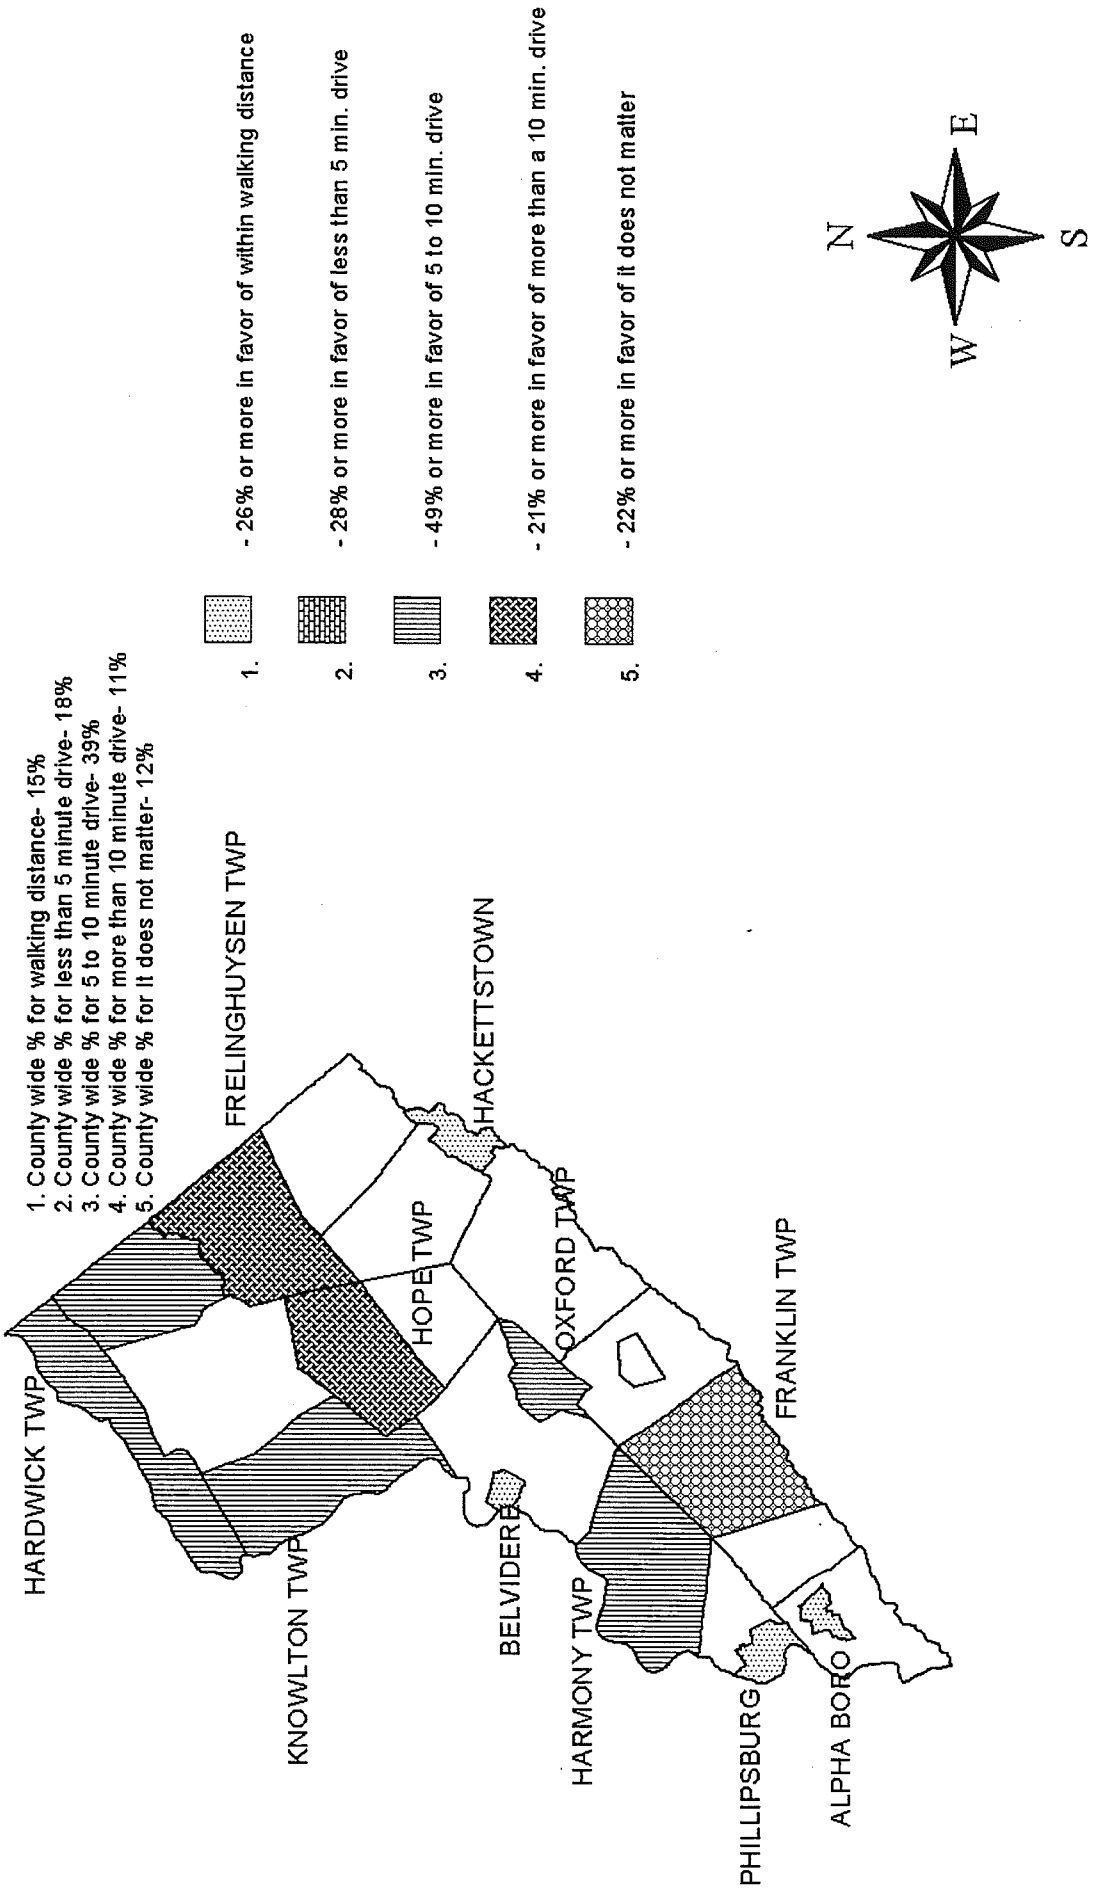 1. County wide % for walking distance- 15%
2. County wide % for less than 5 minute drive- 18%
3. County wide % for 5 to 10 minute drive- 39%
4. County wide % for more than 10 minute drive- 11%
5. County wide % for It does not matter- 12%
HARDWICK TWP
FRELINGHUYSEN TWP
KNOWLTON TWP
HOPE TWP
HACKETTSTOWN
BELVIDERE
OXFORD TWP
HARMONY TWP
FRANKLIN TWP
PHILLIPSBURG
ALPHA BORO
1. - 26% or more in favor of within walking distance
2. - 28% or more in favor of less than 5 min. drive
3. - 49% or more in favor of 5 to 10 min. drive
4. - 21% or more in favor of more than a 10 min. drive
5. - 22% or more in favor of it does not matter
N
W
E
S